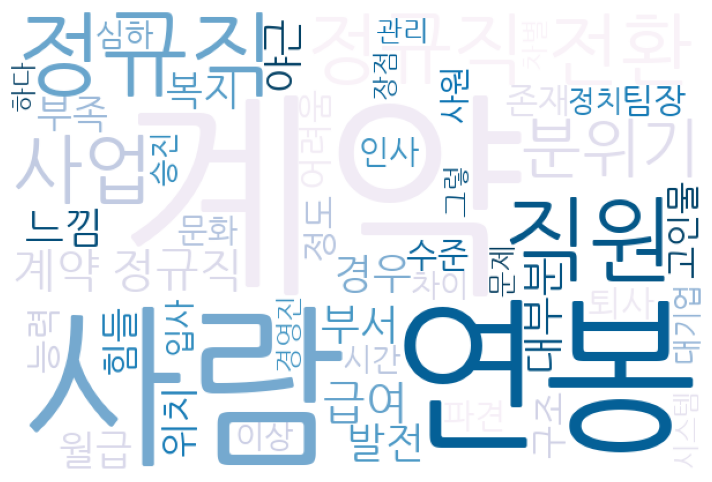 정규직
심하
야근
정규직
차별
전환
관리
하다
복지
장점
사원
존재
정치
팀장
부족
계약
어려움
사업
승진
인사
분위기
그렇
느낌
문화
정도
직원
고인물
계약 정규직
경우
수준
차이
문제
대부분
능력
사람
힘들
입사
경영진
부서
시간
연봉
퇴사
대기업
위치
급여
파견
구조
시스템
월급
이상
발전